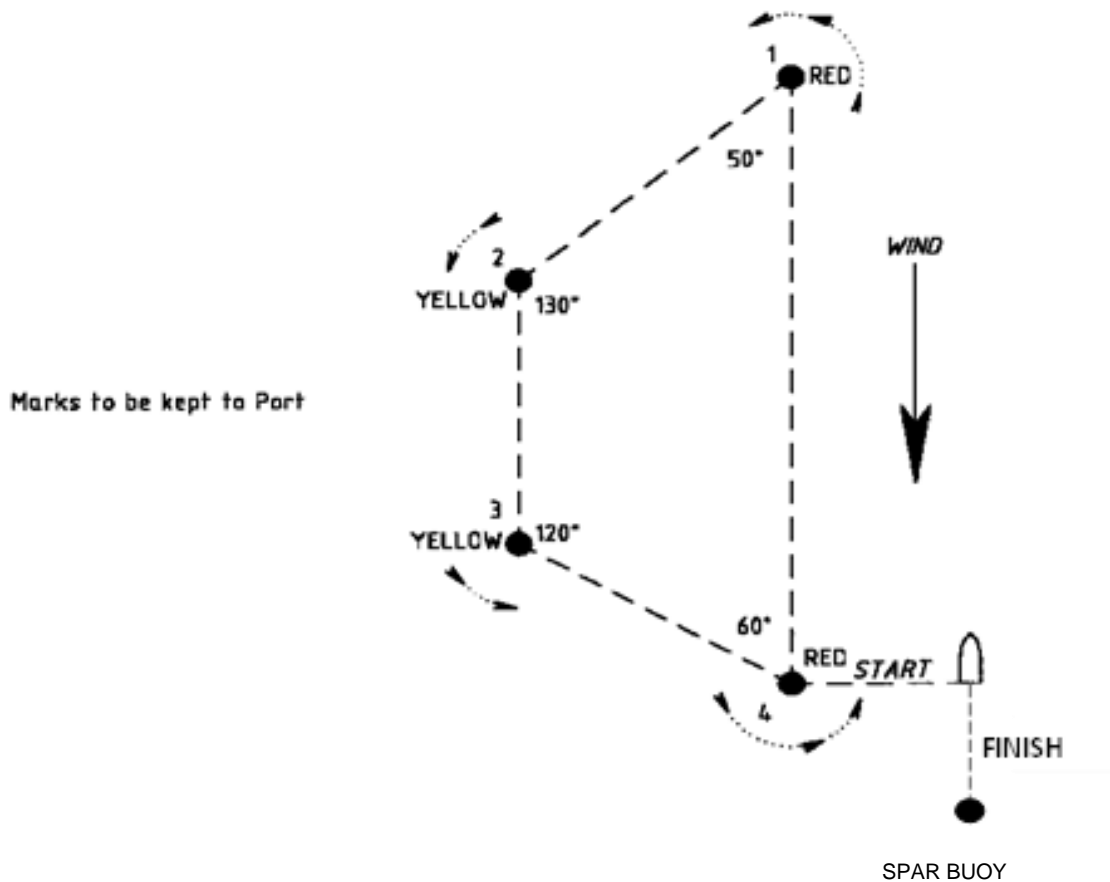 1
RED
50°
WIND
2
YELLOW 130°
Marks to be kept to Port
3
YELLOW 120°
60°
RED START
4
FINISH
SPAR BUOY